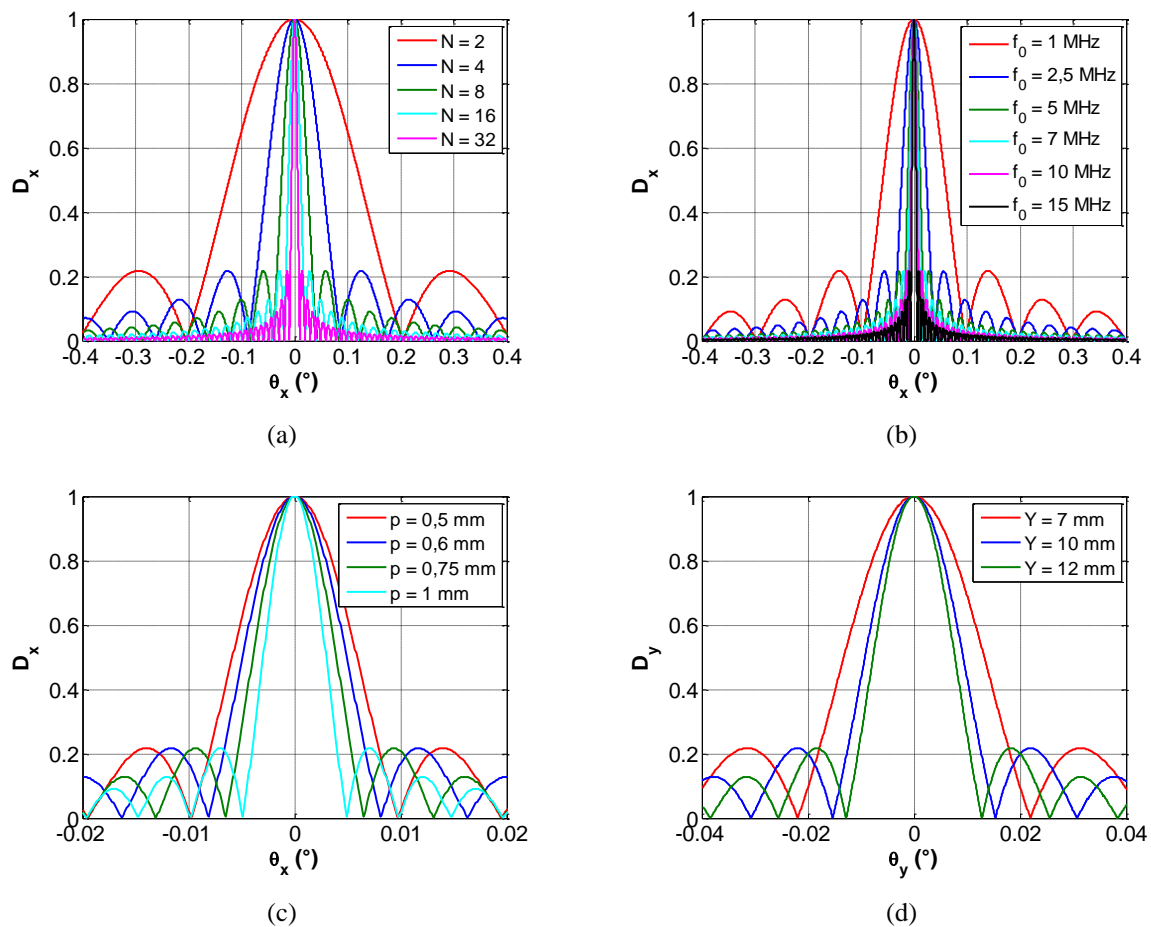 D_x
1
0.8
0.6
0.4
0.2
0
-0.4 -0.3 -0.2 -0.1 0 0.1 0.2 0.3 0.4
θ_x (°)
N = 2
N = 4
N = 8
N = 16
N = 32
(a)
D_x
1
0.8
0.6
0.4
0.2
0
-0.4 -0.3 -0.2 -0.1 0 0.1 0.2 0.3 0.4
θ_x (°)
f_0 = 1 MHz
f_0 = 2,5 MHz
f_0 = 5 MHz
f_0 = 7 MHz
f_0 = 10 MHz
f_0 = 15 MHz
(b)
D_x
1
0.8
0.6
0.4
0.2
0
-0.02 -0.01 0 0.01 0.02
θ_x (°)
p = 0,5 mm
p = 0,6 mm
p = 0,75 mm
p = 1 mm
(c)
D_y
1
0.8
0.6
0.4
0.2
0
-0.04 -0.02 0 0.02 0.04
θ_y (°)
Y = 7 mm
Y = 10 mm
Y = 12 mm
(d)